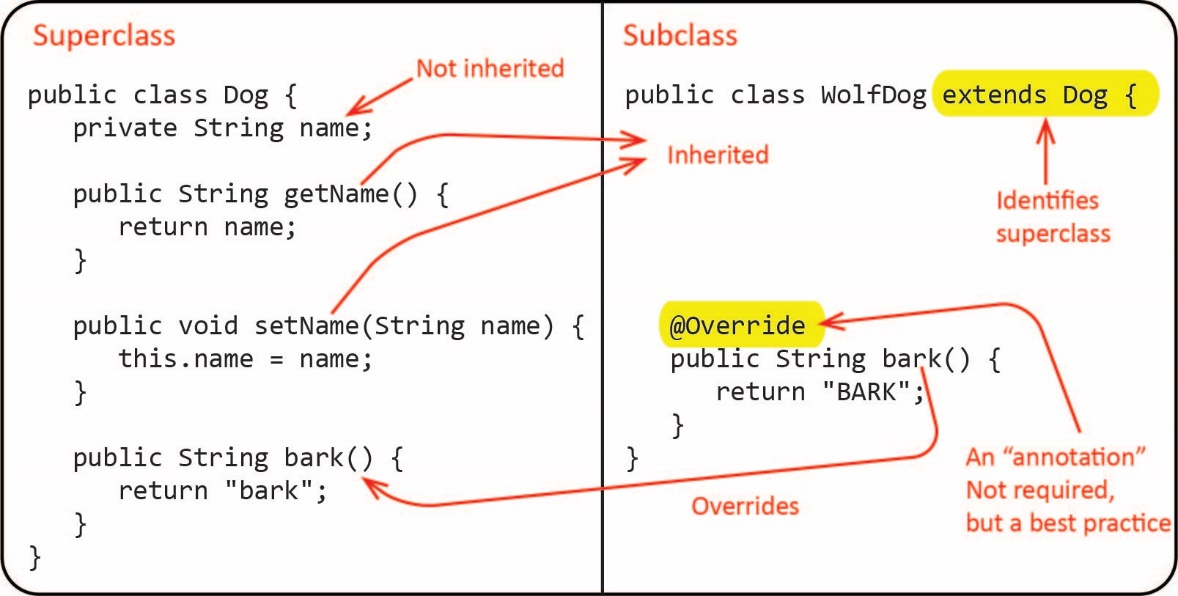 Superclass
Not inherited
public class Dog {
private String name;
public String getName() {
return name;
}
public void setName(String name) {
this.name = name;
}
public String bark() {
return "bark";
}
}
Subclass
public class WolfDog extends Dog {
Inherited
Identifies
superclass
@Override
public String bark() {
return "BARK";
}
}
An “annotation”
Not required,
but a best practice
Overrides